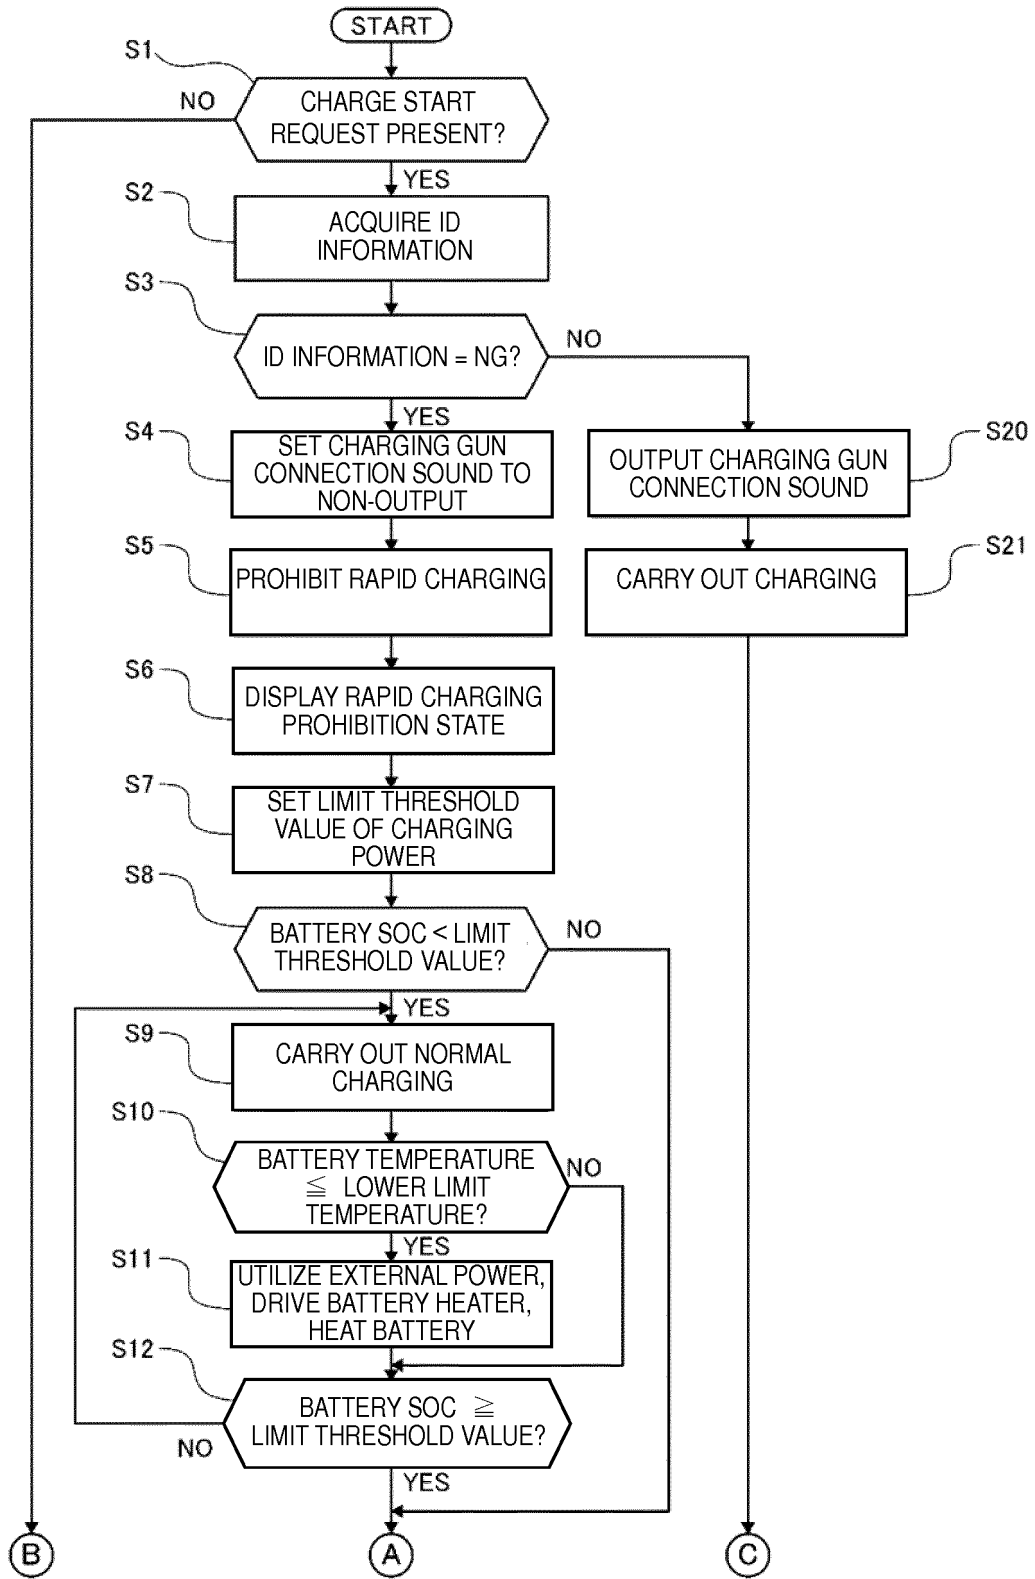 START
S1
NO
CHARGE START
REQUEST PRESENT?
YES
S2
ACQUIRE ID
INFORMATION
S3
ID INFORMATION = NG?
NO
YES
S4
SET CHARGING GUN
CONNECTION SOUND TO
NON-OUTPUT
OUTPUT CHARGING GUN
CONNECTION SOUND
S20
S5
PROHIBIT RAPID CHARGING
CARRY OUT CHARGING
S21
S6
DISPLAY RAPID CHARGING
PROHIBITION STATE
S7
SET LIMIT THRESHOLD
VALUE OF CHARGING
POWER
S8
BATTERY SOC < LIMIT
THRESHOLD VALUE?
NO
YES
S9
CARRY OUT NORMAL
CHARGING
S10
BATTERY TEMPERATURE
≦ LOWER LIMIT
TEMPERATURE?
NO
YES
S11
UTILIZE EXTERNAL POWER,
DRIVE BATTERY HEATER,
HEAT BATTERY
S12
BATTERY SOC ≧
LIMIT THRESHOLD VALUE?
NO
YES
B
A
C